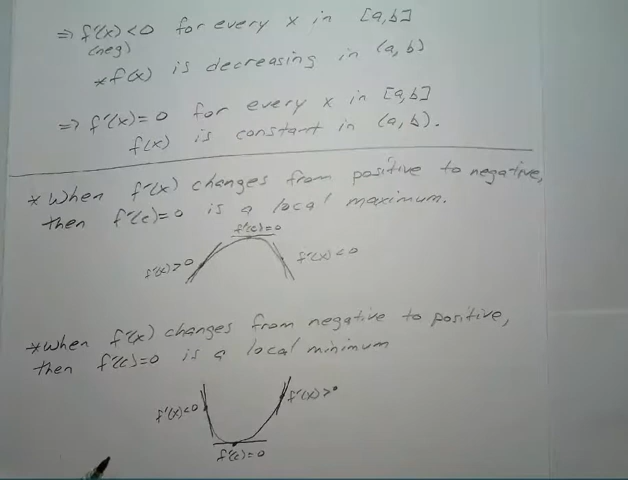 ⇒ f'(x) < 0 for every x in [a,b]
(neg)
* f(x) is decreasing in (a,b)
⇒ f'(x) = 0 for every x in [a,b]
f(x) is constant in (a,b).
* When f'(x) changes from positive to negative,
then f'(c)=0 is a local maximum.
f'(c)=0
f'(x)>0 f'(x)<0
* When f'(x) changes from negative to positive,
then f'(c)=0 is a local minimum
f'(x)<0 f'(x)>0
f'(c)=0